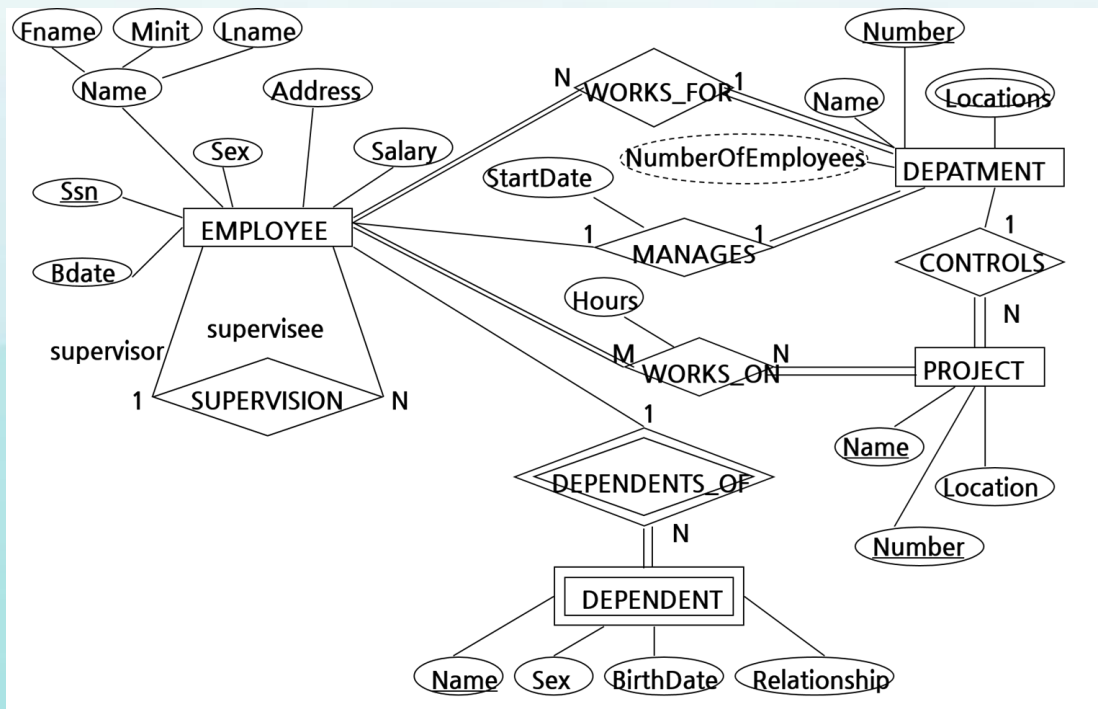 Fname
Minit
Lname
Number
Name
Address
N
WORKS_FOR
1
Name
Locations
Sex
Salary
NumberOfEmployees
DEPATMENT
StartDate
Ssn
EMPLOYEE
1
MANAGES
1
1
CONTROLS
Bdate
Hours
N
supervisee
supervisor
M
WORKS_ON
N
PROJECT
1
SUPERVISION
N
1
Name
DEPENDENTS_OF
Location
N
Number
DEPENDENT
Name
Sex
BirthDate
Relationship